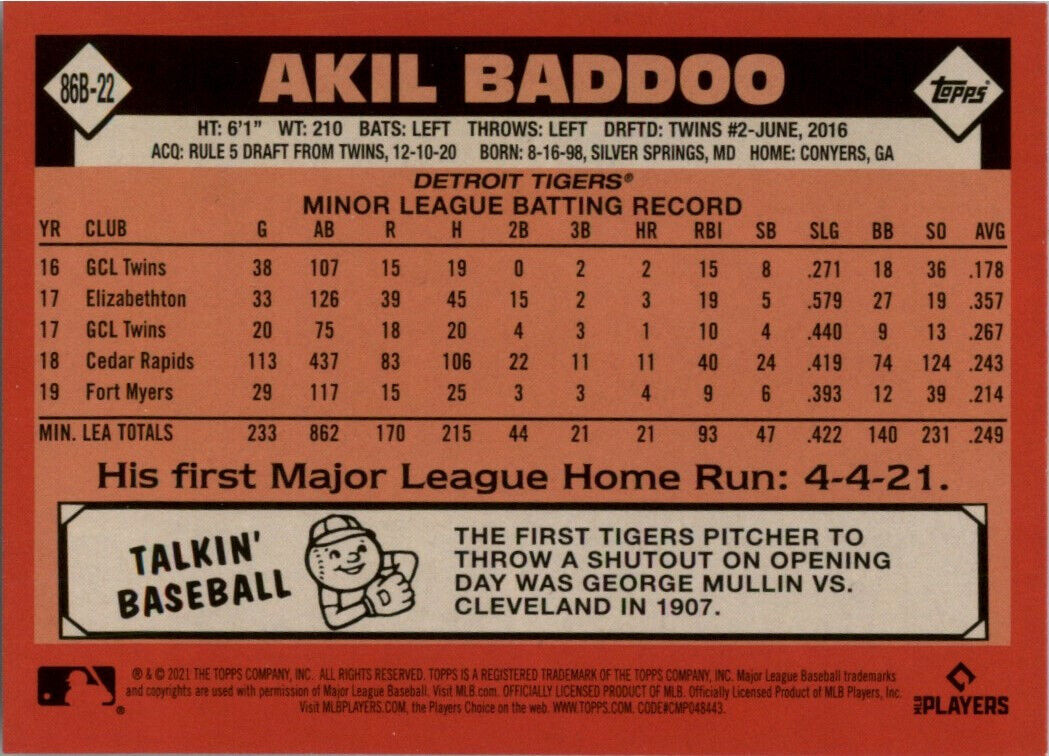 86B-22
AKIL BADDOO
TOPPS®
HT: 6'1" WT: 210 BATS: LEFT THROWS: LEFT DRFTD: TWINS #2-JUNE, 2016
ACQ: RULE 5 DRAFT FROM TWINS, 12-10-20 BORN: 8-16-98, SILVER SPRINGS, MD HOME: CONYERS, GA
DETROIT TIGERS®
MINOR LEAGUE BATTING RECORD
YR CLUB G AB R H 2B 3B HR RBI SB SLG BB SO AVG
16 GCL Twins 38 107 15 19 0 2 2 15 8 .271 18 36 .178
17 Elizabethton 33 126 39 45 15 2 3 19 5 .579 27 19 .357
17 GCL Twins 20 75 18 20 4 3 1 10 4 .440 9 13 .267
18 Cedar Rapids 113 437 83 106 22 11 11 40 24 .419 74 124 .243
19 Fort Myers 29 117 15 25 3 3 4 9 6 .393 12 39 .214
MIN. LEA TOTALS 233 862 170 215 44 21 21 93 47 .422 140 231 .249
His first Major League Home Run: 4-4-21.
TALKIN'
BASEBALL
D
THE FIRST TIGERS PITCHER TO
THROW A SHUTOUT ON OPENING
DAY WAS GEORGE MULLIN VS.
CLEVELAND IN 1907.
® & © 2021 THE TOPPS COMPANY, INC. ALL RIGHTS RESERVED. TOPPS IS A REGISTERED TRADEMARK OF THE TOPPS COMPANY, INC. Major League Baseball trademarks
and copyrights are used with permission of Major League Baseball. Visit MLB.com. OFFICIALLY LICENSED PRODUCT OF MLB. Officially Licensed Product of MLB Players, Inc.
Visit MLBPLAYERS.COM, the Players Choice on the web. WWW.TOPPS.COM. CODE#CMP048443.
®
MLB PLAYERS